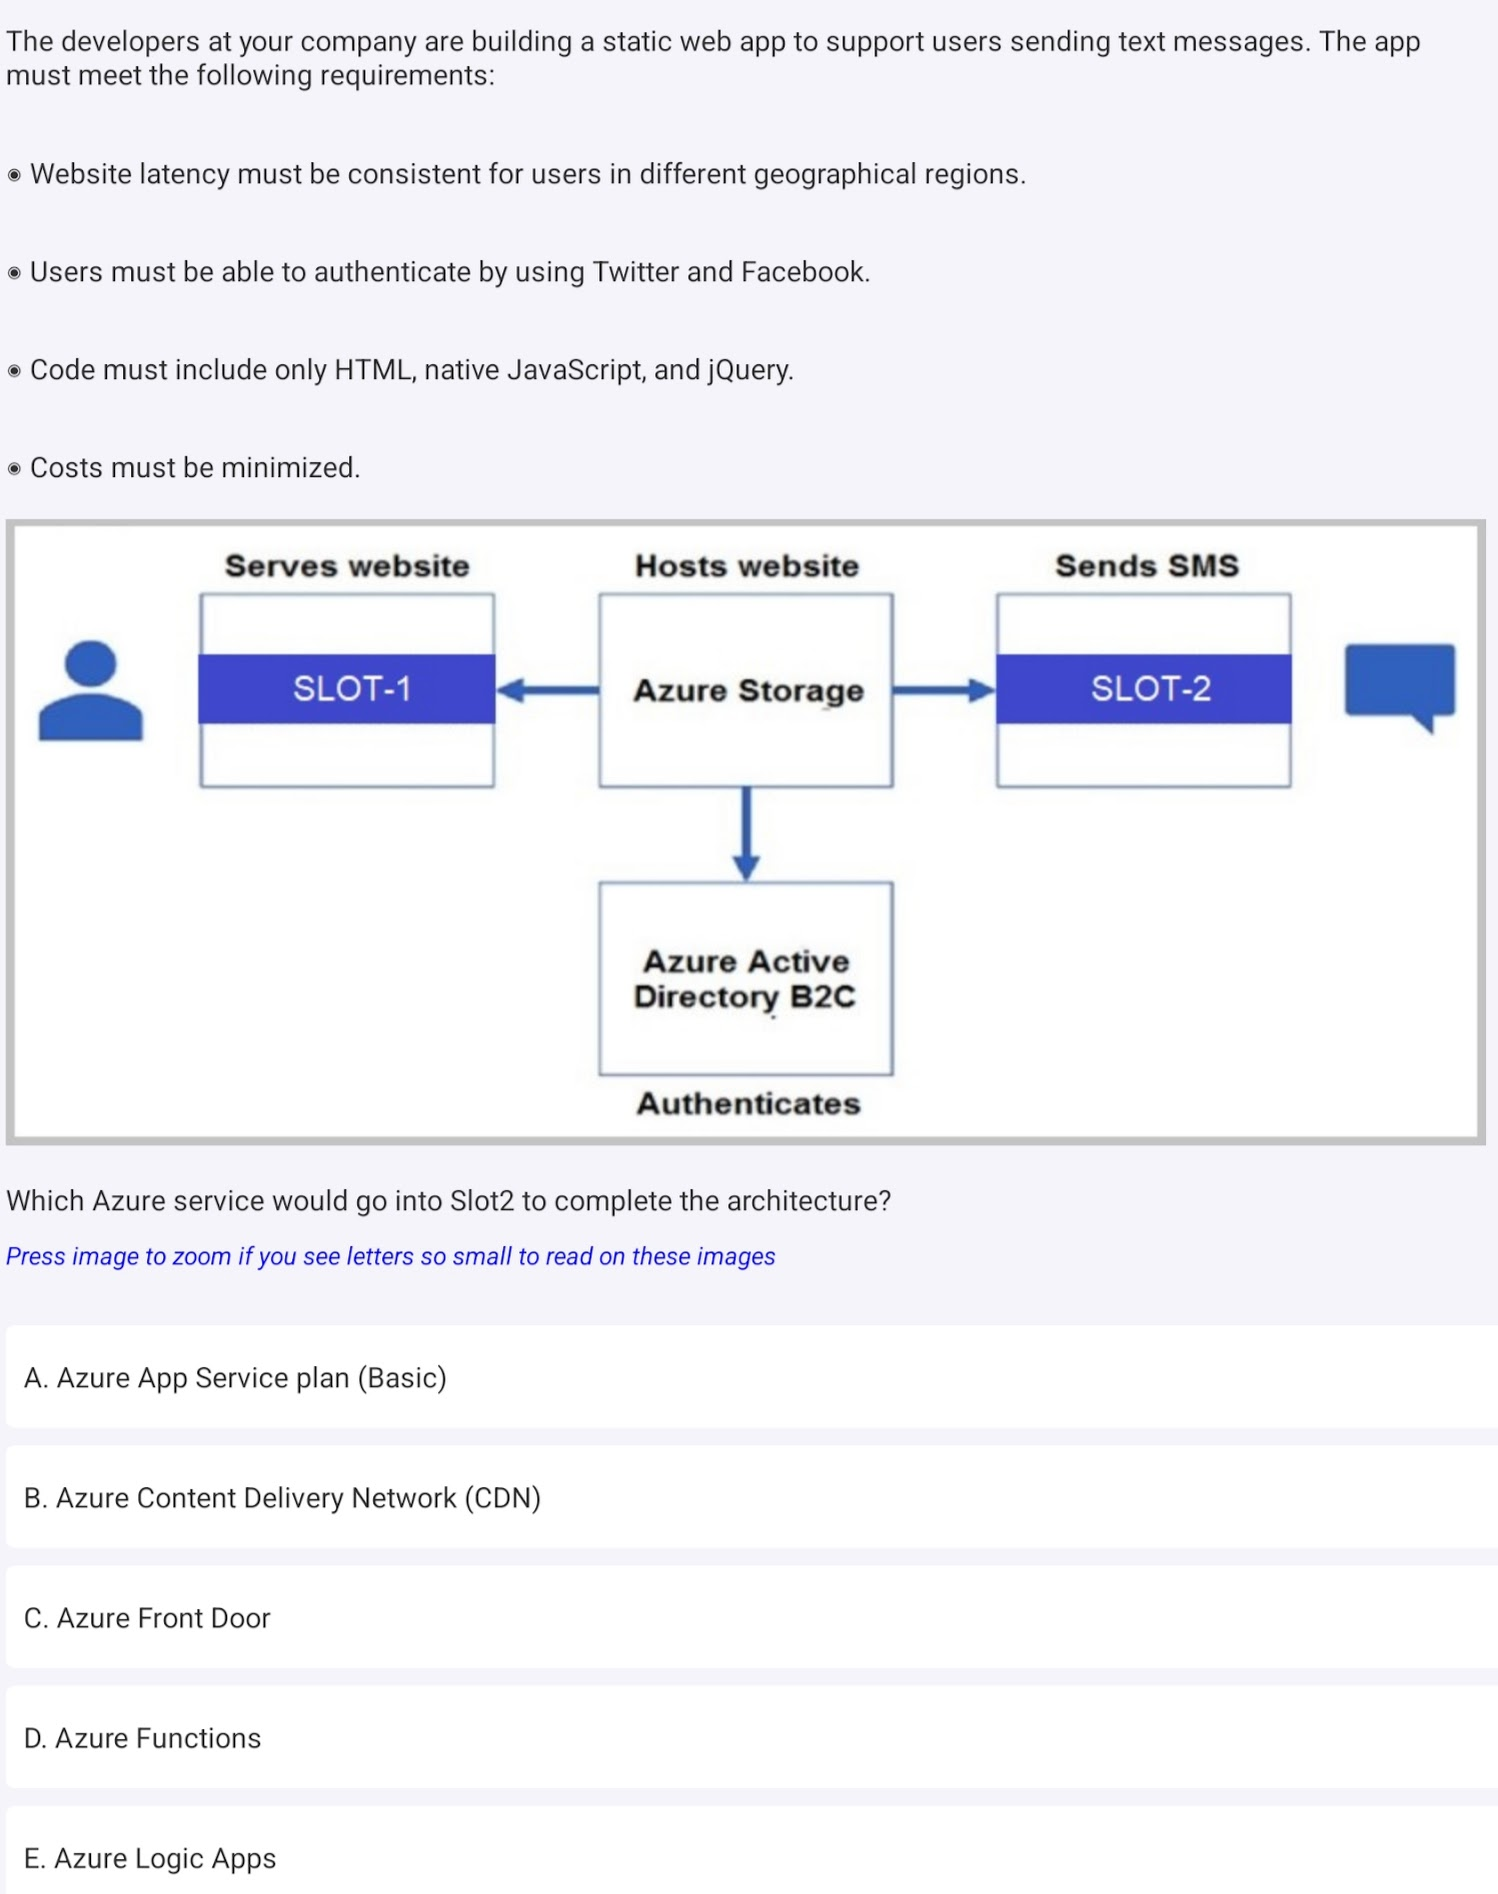 The developers at your company are building a static web app to support users sending text messages. The app
must meet the following requirements:
◉ Website latency must be consistent for users in different geographical regions.
◉ Users must be able to authenticate by using Twitter and Facebook.
◉ Code must include only HTML, native JavaScript, and jQuery.
◉ Costs must be minimized.
Serves website
Hosts website
Sends SMS
SLOT-1
Azure Storage
SLOT-2
Azure Active
Directory B2C
Authenticates
Which Azure service would go into Slot2 to complete the architecture?
Press image to zoom if you see letters so small to read on these images
A. Azure App Service plan (Basic)
B. Azure Content Delivery Network (CDN)
C. Azure Front Door
D. Azure Functions
E. Azure Logic Apps